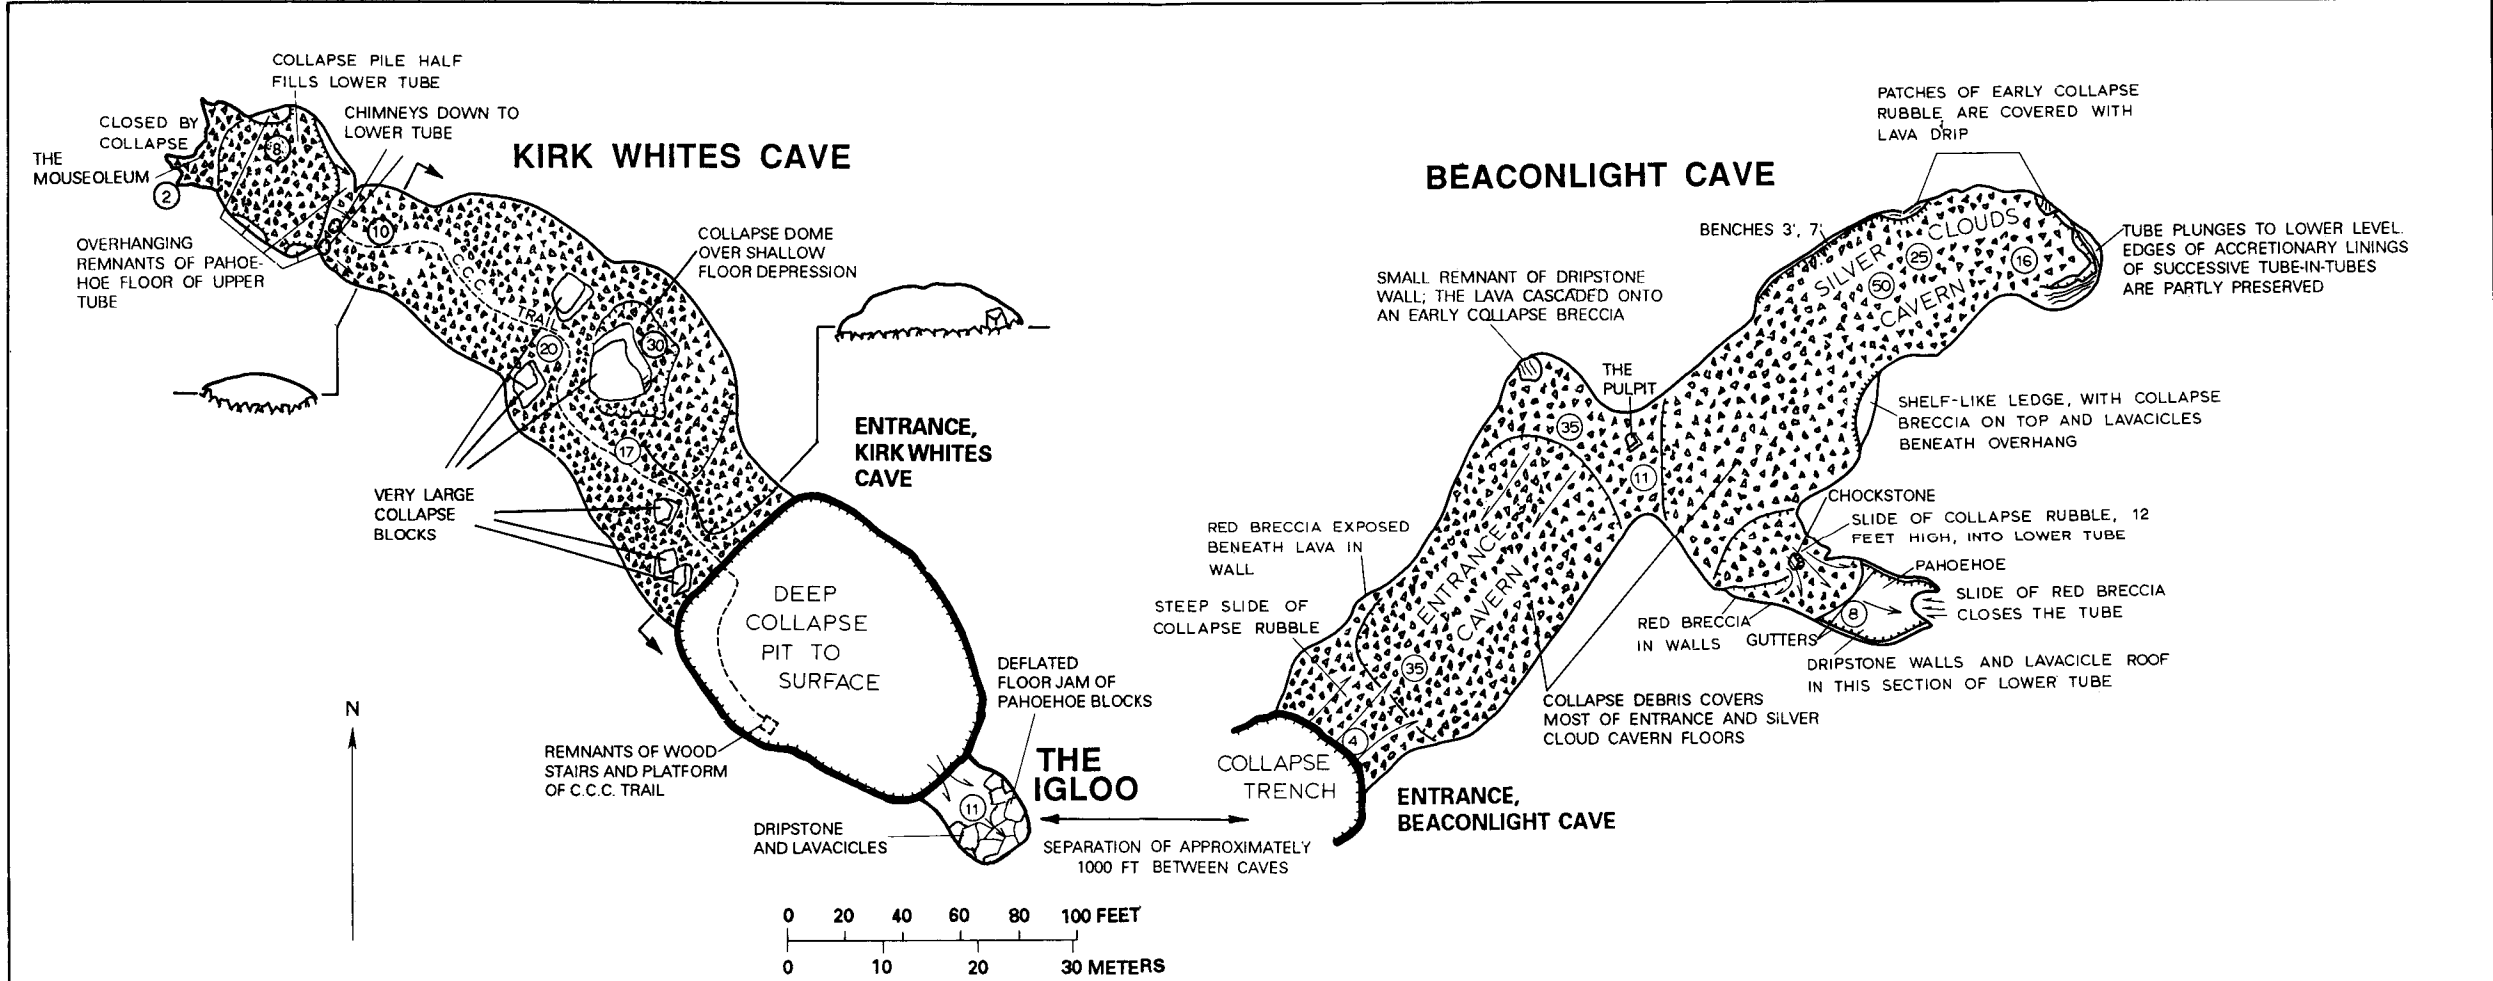 COLLAPSE PILE HALF
FILLS LOWER TUBE
CLOSED BY
COLLAPSE
CHIMNEYS DOWN TO
LOWER TUBE
THE
MOUSEOLEUM
2
8
10
KIRK WHITES CAVE
OVERHANGING
REMNANTS OF PAHOE-
HOE FLOOR OF UPPER
TUBE
C.C.C.
TRAIL
COLLAPSE DOME
OVER SHALLOW
FLOOR DEPRESSION
20
30
17
VERY LARGE
COLLAPSE
BLOCKS
ENTRANCE,
KIRK WHITES
CAVE
DEEP
COLLAPSE
PIT TO
SURFACE
N
REMNANTS OF WOOD
STAIRS AND PLATFORM
OF C.C.C. TRAIL
DEFLATED
FLOOR JAM OF
PAHOEHOE BLOCKS
THE
IGLOO
11
DRIPSTONE
AND LAVACICLES
SEPARATION OF APPROXIMATELY
1000 FT BETWEEN CAVES
0 20 40 60 80 100 FEET
0 10 20 30 METERS
BEACONLIGHT CAVE
PATCHES OF EARLY COLLAPSE
RUBBLE ARE COVERED WITH
LAVA DRIP
BENCHES 3', 7'
SILVER CLOUDS
CAVERN
50
25
16
TUBE PLUNGES TO LOWER LEVEL.
EDGES OF ACCRETIONARY LININGS
OF SUCCESSIVE TUBE-IN-TUBES
ARE PARTLY PRESERVED
SMALL REMNANT OF DRIPSTONE
WALL; THE LAVA CASCADED ONTO
AN EARLY COLLAPSE BRECCIA
THE
PULPIT
35
11
SHELF-LIKE LEDGE, WITH COLLAPSE
BRECCIA ON TOP AND LAVACICLES
BENEATH OVERHANG
CHOCKSTONE
SLIDE OF COLLAPSE RUBBLE, 12
FEET HIGH, INTO LOWER TUBE
PAHOEHOE
SLIDE OF RED BRECCIA
CLOSES THE TUBE
8
RED BRECCIA
IN WALLS
GUTTERS
DRIPSTONE WALLS AND LAVACICLE ROOF
IN THIS SECTION OF LOWER TUBE
RED BRECCIA EXPOSED
BENEATH LAVA IN
WALL
STEEP SLIDE OF
COLLAPSE RUBBLE
ENTRANCE
CAVERN
35
4
COLLAPSE DEBRIS COVERS
MOST OF ENTRANCE AND SILVER
CLOUD CAVERN FLOORS
COLLAPSE
TRENCH
ENTRANCE,
BEACONLIGHT CAVE